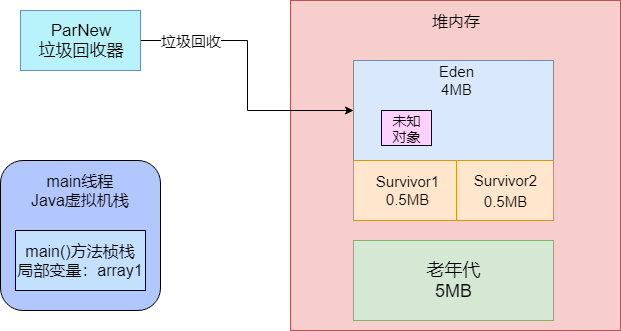 ParNew
垃圾回收器
垃圾回收
堆内存
Eden
4MB
未知
对象
Survivor1
0.5MB
Survivor2
0.5MB
老年代
5MB
main线程
Java虚拟机栈
main()方法桢栈
局部变量：array1